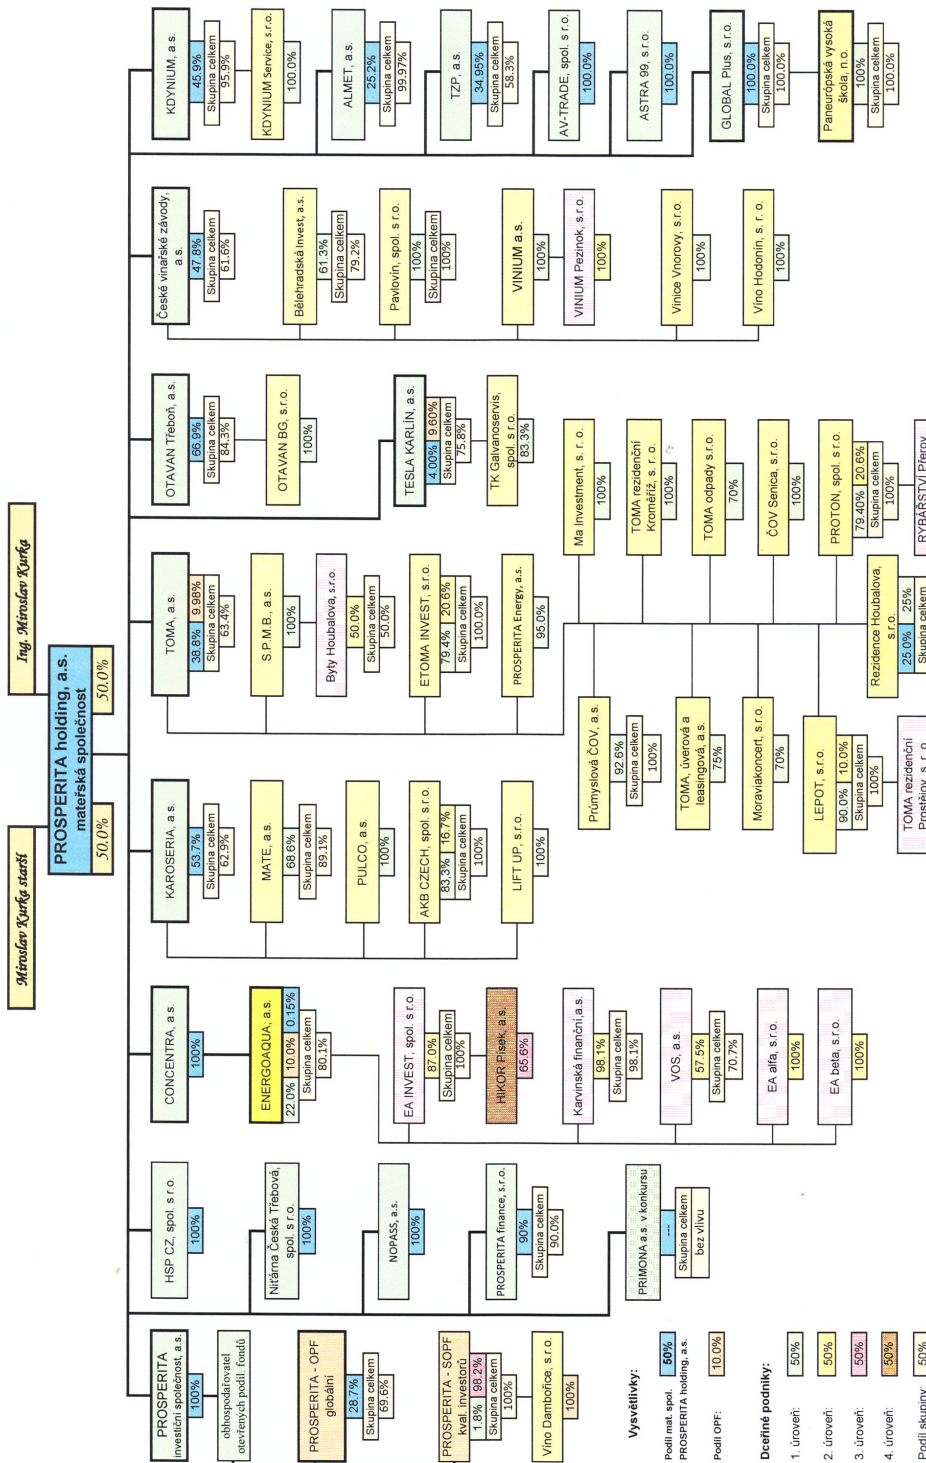 Miroslav Kurka starší
Ing. Miroslav Kurka
PROSPERITA holding, a.s.
mateřská společnost
50.0%
50.0%
PROSPERITA
investiční společnost, a.s.
100%
obhospodařovatel
otevřených podíl. fondů
PROSPERITA - OPF
globální
28.7%
Skupina celkem
69.6%
PROSPERITA - SOPF
kval. investorů
1.8% 98.2%
Skupina celkem
100%
Víno Dambořice, s.r.o.
100%
HSP CZ, spol. s r.o.
100%
Niťárna Česká Třebová,
spol. s r.o.
100%
NOPASS, a.s.
100%
PROSPERITA finance, s.r.o.
90%
Skupina celkem
90.0%
PRIMONA a.s. v konkursu
---
Skupina celkem
bez vlivu
CONCENTRA, a.s.
100%
ENERGOAQUA, a.s.
22.0% 10.0% 0.15%
Skupina celkem
80.1%
EA INVEST, spol. s r.o.
87.0%
Skupina celkem
100%
HIKOR Písek, a.s.
65.6%
Karvinská finanční, a.s.
98.1%
Skupina celkem
98.1%
VOS, a.s.
57.5%
Skupina celkem
70.7%
EA alfa, s.r.o.
100%
EA beta, s.r.o.
100%
KAROSERIA, a.s.
53.7%
Skupina celkem
62.9%
MATE, a.s.
68.6%
Skupina celkem
89.1%
PULCO, a.s.
100%
AKB CZECH, spol. s r.o.
83,3% 16.7%
Skupina celkem
100%
LIFT UP, s.r.o.
100%
TOMA, a.s.
38.8% 9.98%
Skupina celkem
63.4%
S.P.M.B., a.s.
100%
Byty Houbalova, s.r.o.
50.0%
Skupina celkem
50.0%
ETOMA INVEST, s.r.o.
79.4% 20.6%
Skupina celkem
100.0%
PROSPERITA Energy, a.s.
95.0%
Průmyslová ČOV, a.s.
92.6%
Skupina celkem
100%
TOMA, úverová a
leasingová, a.s.
75%
Moraviakoncert, s.r.o.
70%
LEPOT, s.r.o.
90.0% 10.0%
Skupina celkem
100%
TOMA rezidenční
Prostějov, s. r. o.
Ma Investment, s. r. o.
100%
TOMA rezidenční
Kroměříž, s. r. o.
100%
TOMA odpady s.r.o.
70%
ČOV Senica, s.r.o.
100%
PROTON, spol. s r.o.
79.40% 20.6%
Skupina celkem
100%
RYBÁŘSTVÍ Přerov
Rezidence Houbalova,
s.r.o.
25.0% 25%
Skupina celkem
OTAVAN Třeboň, a.s.
66.9%
Skupina celkem
84.3%
OTAVAN BG, s.r.o.
100%
TESLA KARLÍN, a.s.
4.00% 9.60%
Skupina celkem
75.8%
TK Galvanoservis,
spol. s r.o.
83.3%
České vinařské závody,
a.s.
47.8%
Skupina celkem
61.6%
Bělehradská Invest, a.s.
61.3%
Skupina celkem
79.2%
Pavlovín, spol. s r.o.
100%
Skupina celkem
100%
VINIUM a.s.
100%
VINIUM Pezinok, s.r.o.
100%
Vinice Vnorovy, s.r.o.
100%
Víno Hodonín, s. r. o.
100%
KDYNIUM, a.s.
45.9%
Skupina celkem
95.9%
KDYNIUM Service, s.r.o.
100.0%
ALMET, a.s.
25.2%
Skupina celkem
99.97%
TZP, a.s.
34.95%
Skupina celkem
58.3%
AV-TRADE, spol. s r.o.
100.0%
ASTRA 99, s.r.o.
100.0%
GLOBAL Plus, s.r.o.
100.0%
Skupina celkem
100.0%
Paneurópská vysoká
škola, n.o.
100%
Skupina celkem
100.0%
Vysvětlivky:
Podíl mat. spol.
PROSPERITA holding, a.s.
50%
Podíl OPF:
10.0%
Dceřiné podniky:
1. úroveň:
50%
2. úroveň:
50%
3. úroveň:
50%
4. úroveň:
50%
Podíl skupiny:
50%